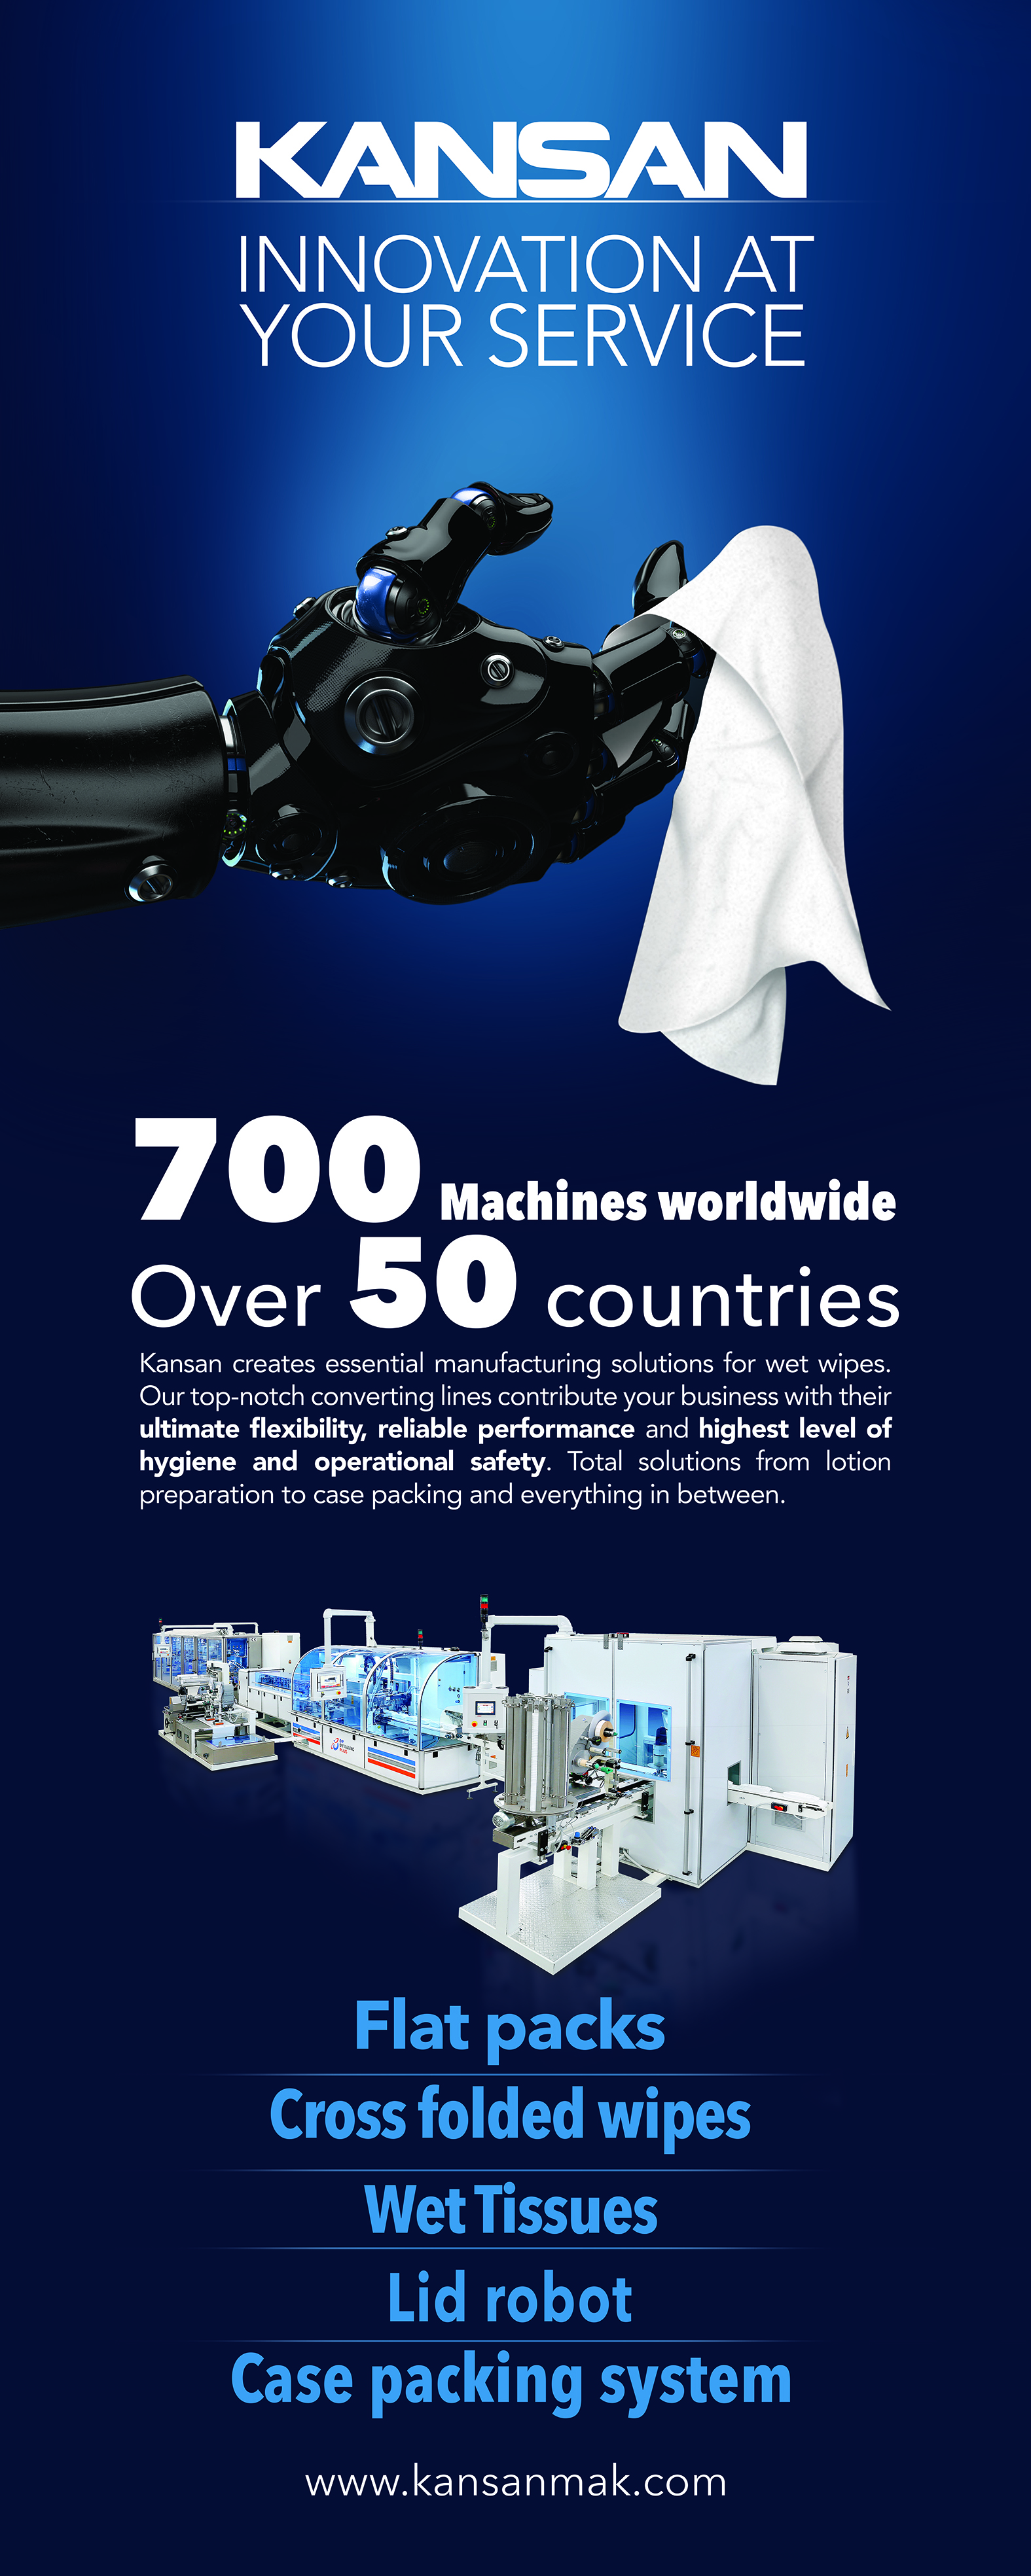 KANSAN
INNOVATION AT
YOUR SERVICE
700 Machines worldwide
Over 50 countries
Kansan creates essential manufacturing solutions for wet wipes.
Our top-notch converting lines contribute your business with their
ultimate flexibility, reliable performance and highest level of
hygiene and operational safety. Total solutions from lotion
preparation to case packing and everything in between.
Flat packs
Cross folded wipes
Wet Tissues
Lid robot
Case packing system
www.kansanmak.com